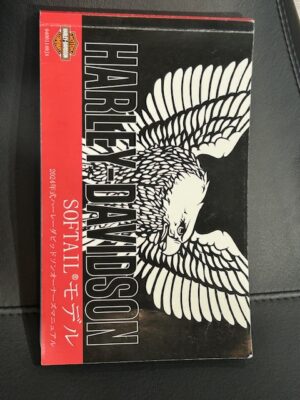 HARLEY-DAVIDSON
SOFTAIL® モデル
2024年式ハーレーダビッドソンオーナーズマニュアル